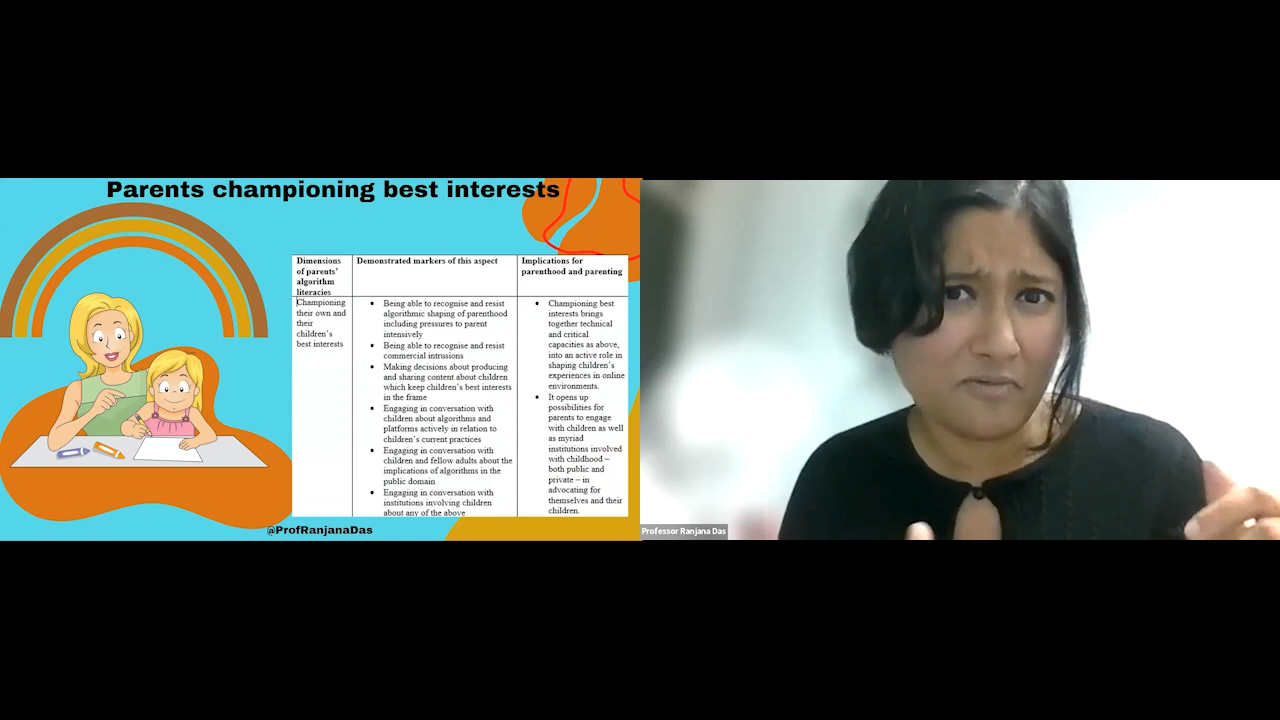 Parents championing best interests
Dimensions
of parents'
algorithm
literacies
Demonstrated markers of this aspect
Implications for
parenthood and parenting
Championing
their own and
their
children's
best interests
• Being able to recognise and resist
algorithmic shaping of parenthood
including pressures to parent
intensively
• Being able to recognise and resist
commercial intrusions
• Making decisions about producing
and sharing content about children
which keep children's best interests
in the frame
• Engaging in conversation with
children about algorithms and
platforms actively in relation to
children's current practices
• Engaging in conversation with
children and fellow adults about the
implications of algorithms in the
public domain
• Engaging in conversation with
institutions involving children
about any of the above
• Championing best
interests brings
together technical
and critical
capacities as above,
into an active role in
shaping children's
experiences in online
environments.
• It opens up
possibilities for
parents to engage
with children as well
as myriad
institutions involved
with childhood –
both public and
private – in
advocating for
themselves and their
children.
@ProfRanjanaDas
Professor Ranjana Das